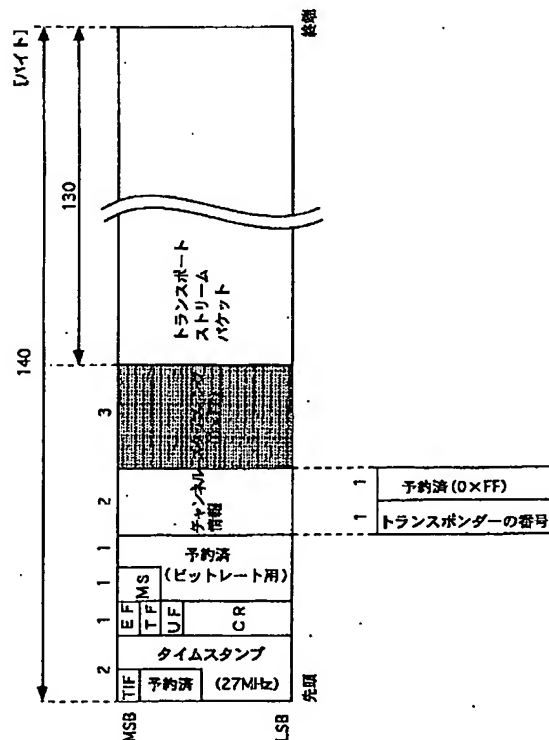 [バイト]
140
130
2
1
1
1
2
3
MSB
LSB
先頭
終端
TIF
予約済
タイムスタンプ
(27MHz)
EF
TF
UF
CR
MS
予約済
(ビットレート用)
チャンネル
情報
トランスポート
ストリーム
パケット
1
1
予約済(0×FF)
トランスポンダーの番号